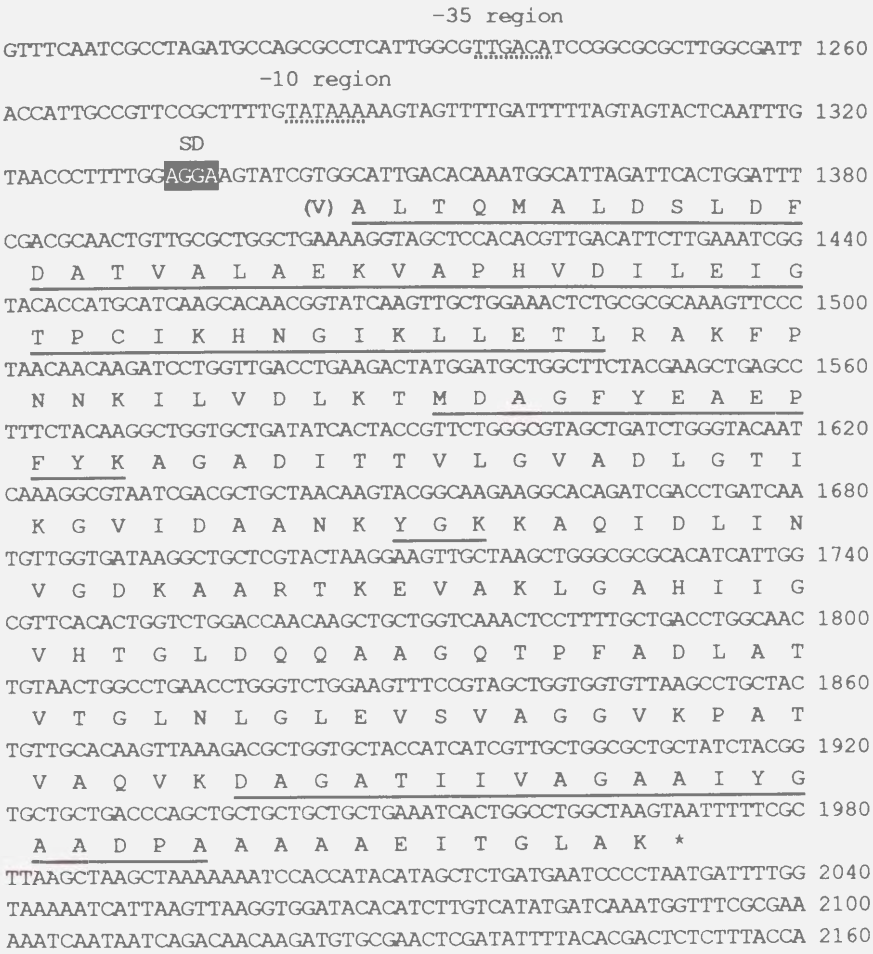 -35 region
GTTTCAATCGCCTAGATGCCAGCGCCTCATTGGCGTTGACATCCGGCGCGCTTGGCGATT 1260
-10 region
ACCATTGCCGTTCCGCTTTTGTATAAAAAGTAGTTTTGATTTTTAGTAGTACTCAATTTG 1320
SD
TAACCCTTTTGGAGGAAGTATCGTGGCATTGACACAAATGGCATTAGATTCACTGGATTT 1380
(V) A L T Q M A L D S L D F
CGACGCAACTGTTGCGCTGGCTGAAAAGGTAGCTCCACACGTTGACATTCTTGAAATCGG 1440
D A T V A L A E K V A P H V D I L E I G
TACACCATGCATCAAGCACAACGGTATCAAGTTGCTGGAAACTCTGCGCGCAAAGTTCCC 1500
T P C I K H N G I K L L E T L R A K F P
TAACAACAAGATCCTGGTTGACCTGAAGACTATGGATGCTGGCTTCTACGAAGCTGAGCC 1560
N N K I L V D L K T M D A G F Y E A E P
TTTCTACAAGGCTGGTGCTGATATCACTACCGTTCTGGGCGTAGCTGATCTGGGTACAAT 1620
F Y K A G A D I T T V L G V A D L G T I
CAAAGGCGTAATCGACGCTGCTAACAAGTACGGCAAGAAGGCACAGATCGACCTGATCAA 1680
K G V I D A A N K Y G K K A Q I D L I N
TGTTGGTGATAAGGCTGCTCGTACTAAGGAAGTTGCTAAGCTGGGCGCGCACATCATTGG 1740
V G D K A A R T K E V A K L G A H I I G
CGTTCACACTGGTCTGGACCAACAAGCTGCTGGTCAAACTCCTTTTGCTGACCTGGCAAC 1800
V H T G L D Q Q A A G Q T P F A D L A T
TGTAACTGGCCTGAACCTGGGTCTGGAAGTTTCCGTAGCTGGTGGTGTTAAGCCTGCTAC 1860
V T G L N L G L E V S V A G G V K P A T
TGTTGCACAAGTTAAAGACGCTGGTGCTACCATCATCGTTGCTGGCGCTGCTATCTACGG 1920
V A Q V K D A G A T I I V A G A A I Y G
TGCTGCTGACCCAGCTGCTGCTGCTGCTGAAATCACTGGCCTGGCTAAGTAATTTTTCGC 1980
A A D P A A A A A E I T G L A K *
TTAAGCTAAGCTAAAAAAATCCACCATACATAGCTCTGATGAATCCCCTAATGATTTTGG 2040
TAAAAATCATTAAGTTAAGGTGGATACACATCTTGTCATATGATCAAATGGTTTCGCGAA 2100
AAATCAATAATCAGACAACAAGATGTGCGAACTCGATATTTTACACGACTCTCTTTACCA 2160